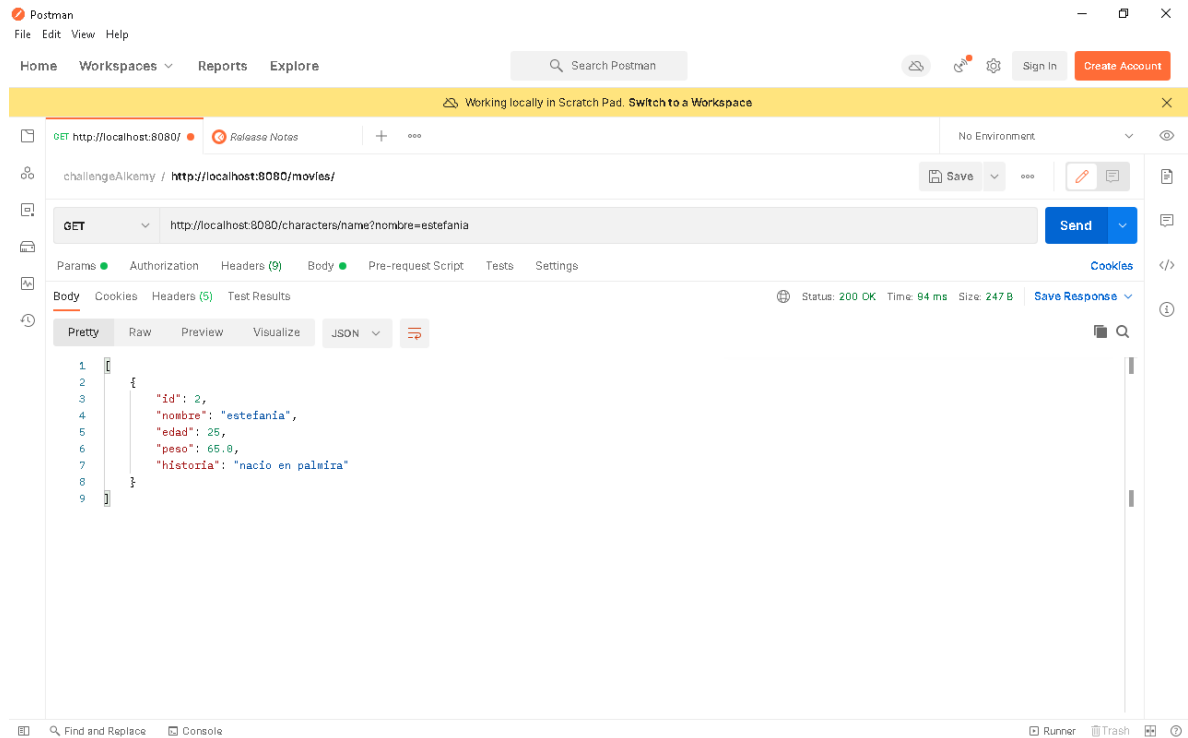 Postman
File Edit View Help
Home Workspaces Reports Explore Search Postman Sign In Create Account
Working locally in Scratch Pad. Switch to a Workspace
GET http://localhost:8080/ Release Notes No Environment
challengeAlkemy / http://localhost:8080/movies/ Save
GET http://localhost:8080/characters/name?nombre=estefania Send
Params Authorization Headers (9) Body Pre-request Script Tests Settings Cookies
Body Cookies Headers (5) Test Results Status: 200 OK Time: 94 ms Size: 247 B Save Response
Pretty Raw Preview Visualize JSON
1 [
2 {
3 "id": 2,
4 "nombre": "estefania",
5 "edad": 25,
6 "peso": 65.0,
7 "historia": "nacio en palmira"
8 }
9 ]
Find and Replace Console Runner Trash